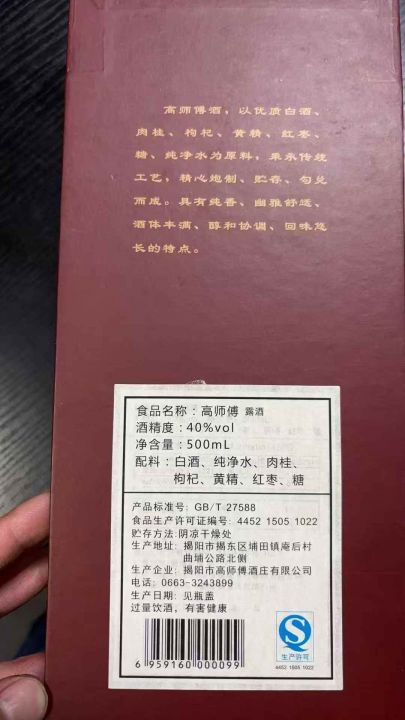 高师傅酒，以优质白酒、
肉桂、枸杞、黄精、红枣、
糖、纯净水为原料，秉承传统
工艺，精心炮制、贮存、勾兑
而成。具有纯香、幽雅舒适、
酒体丰满、醇和协调、回味悠
长的特点。
食品名称：高师傅 露酒
酒精度：40%vol
净含量：500mL
配料：白酒、纯净水、肉桂、
枸杞、黄精、红枣、糖
产品标准号：GB/T 27588
食品生产许可证编号：4452 1505 1022
贮存方法：阴凉干燥处
生产地址：揭阳市揭东区埔田镇庵后村
曲埔公路北侧
生产企业：揭阳市高师傅酒庄有限公司
电话：0663-3243899
生产日期：见瓶盖
过量饮酒，有害健康
6 959160 000099
生产许可
4452 1505 1022